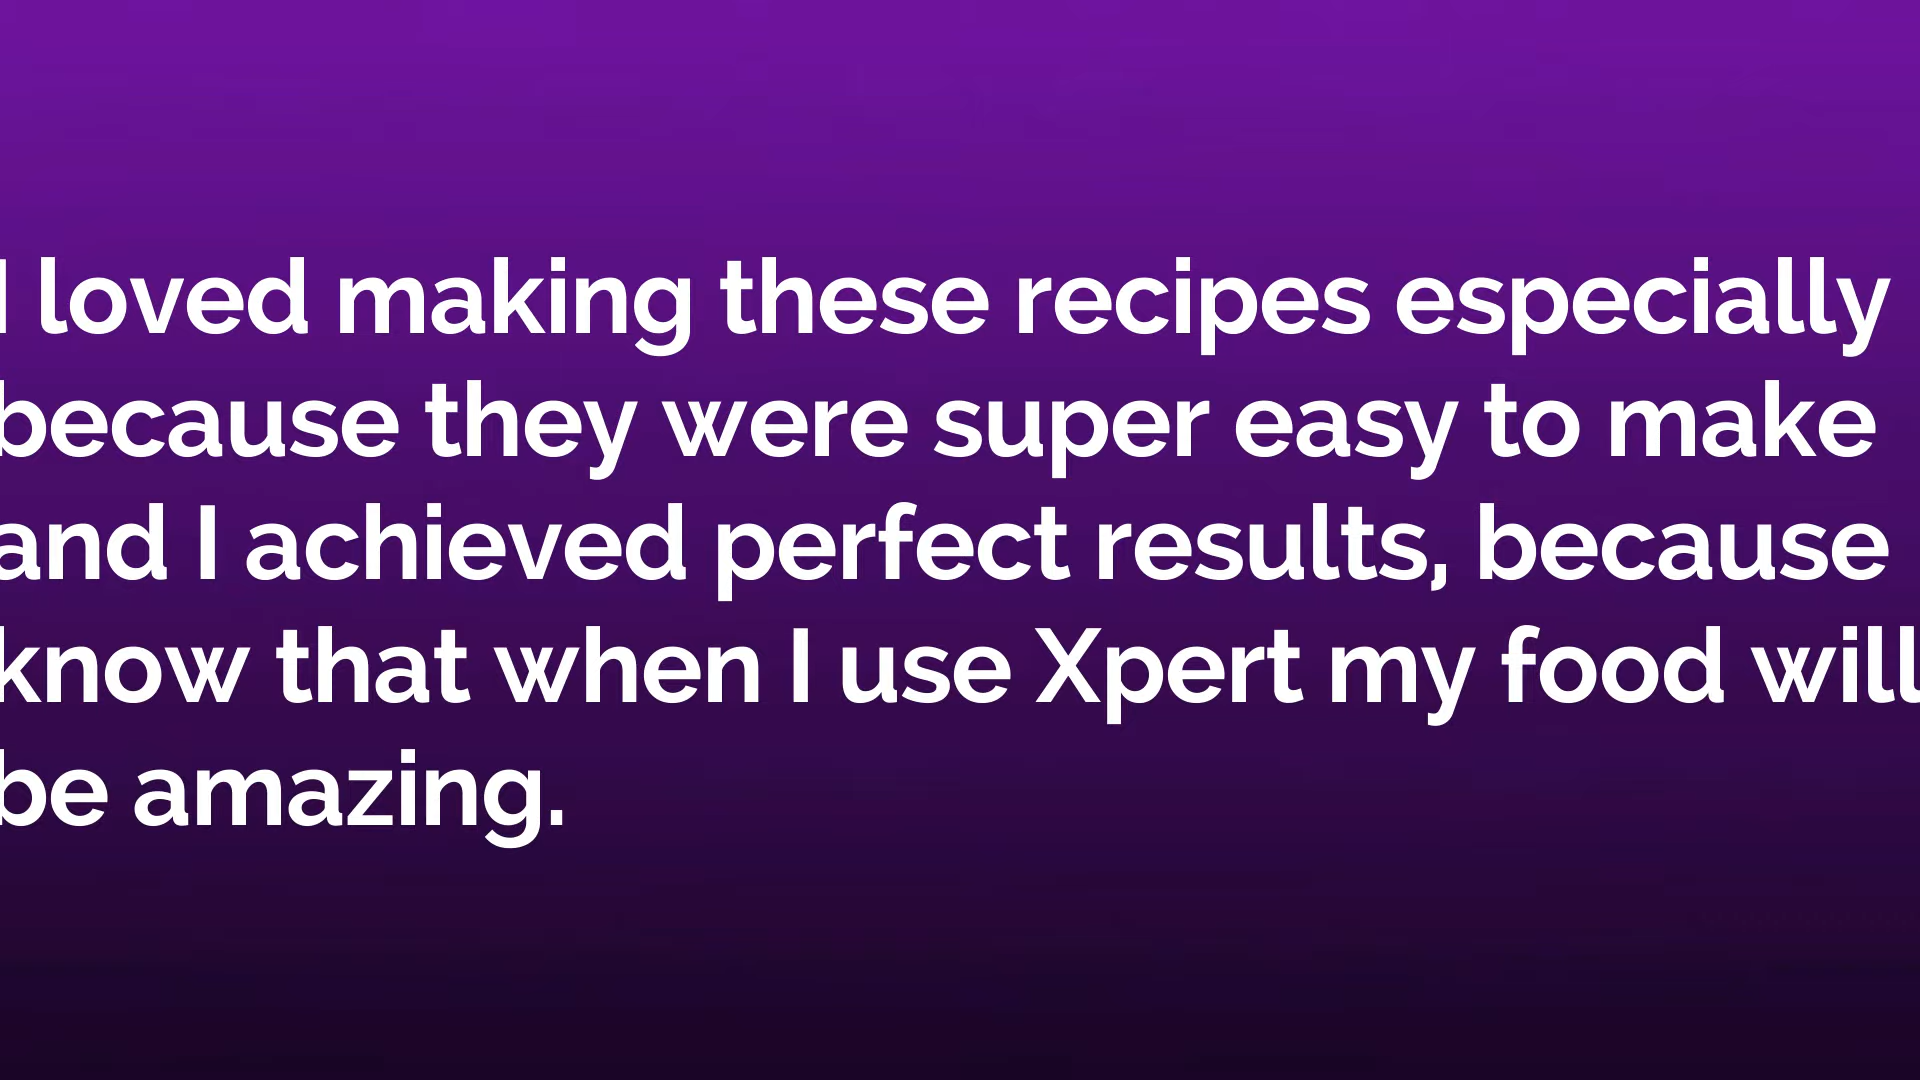 I loved making these recipes especially
because they were super easy to make
and I achieved perfect results, because
know that when I use Xpert my food will
be amazing.